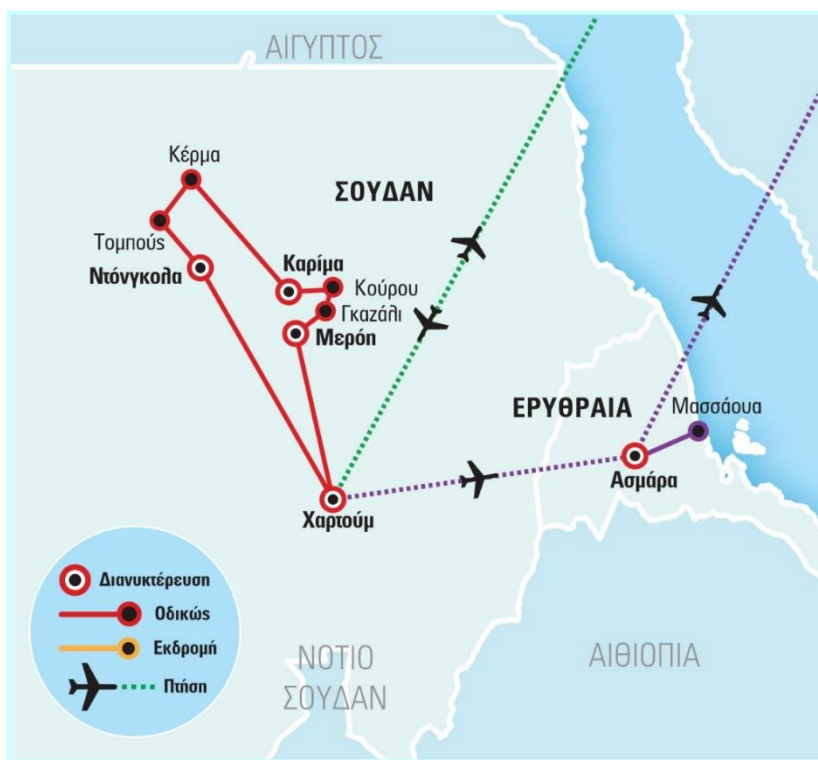 ΑΙΓΥΠΤΟΣ
Κέρμα
ΣΟΥΔΑΝ
Τομπούς
Ντόνγκολα
Καρίμα
Κούρου
Γκαζάλι
Μερόη
ΕΡΥΘΡΑΙΑ
Μασσάουα
Ασμάρα
Χαρτούμ
Διανυκτέρευση
Οδικώς
Εκδρομή
Πτήση
ΝΟΤΙΟ
ΣΟΥΔΑΝ
ΑΙΘΙΟΠΙΑ